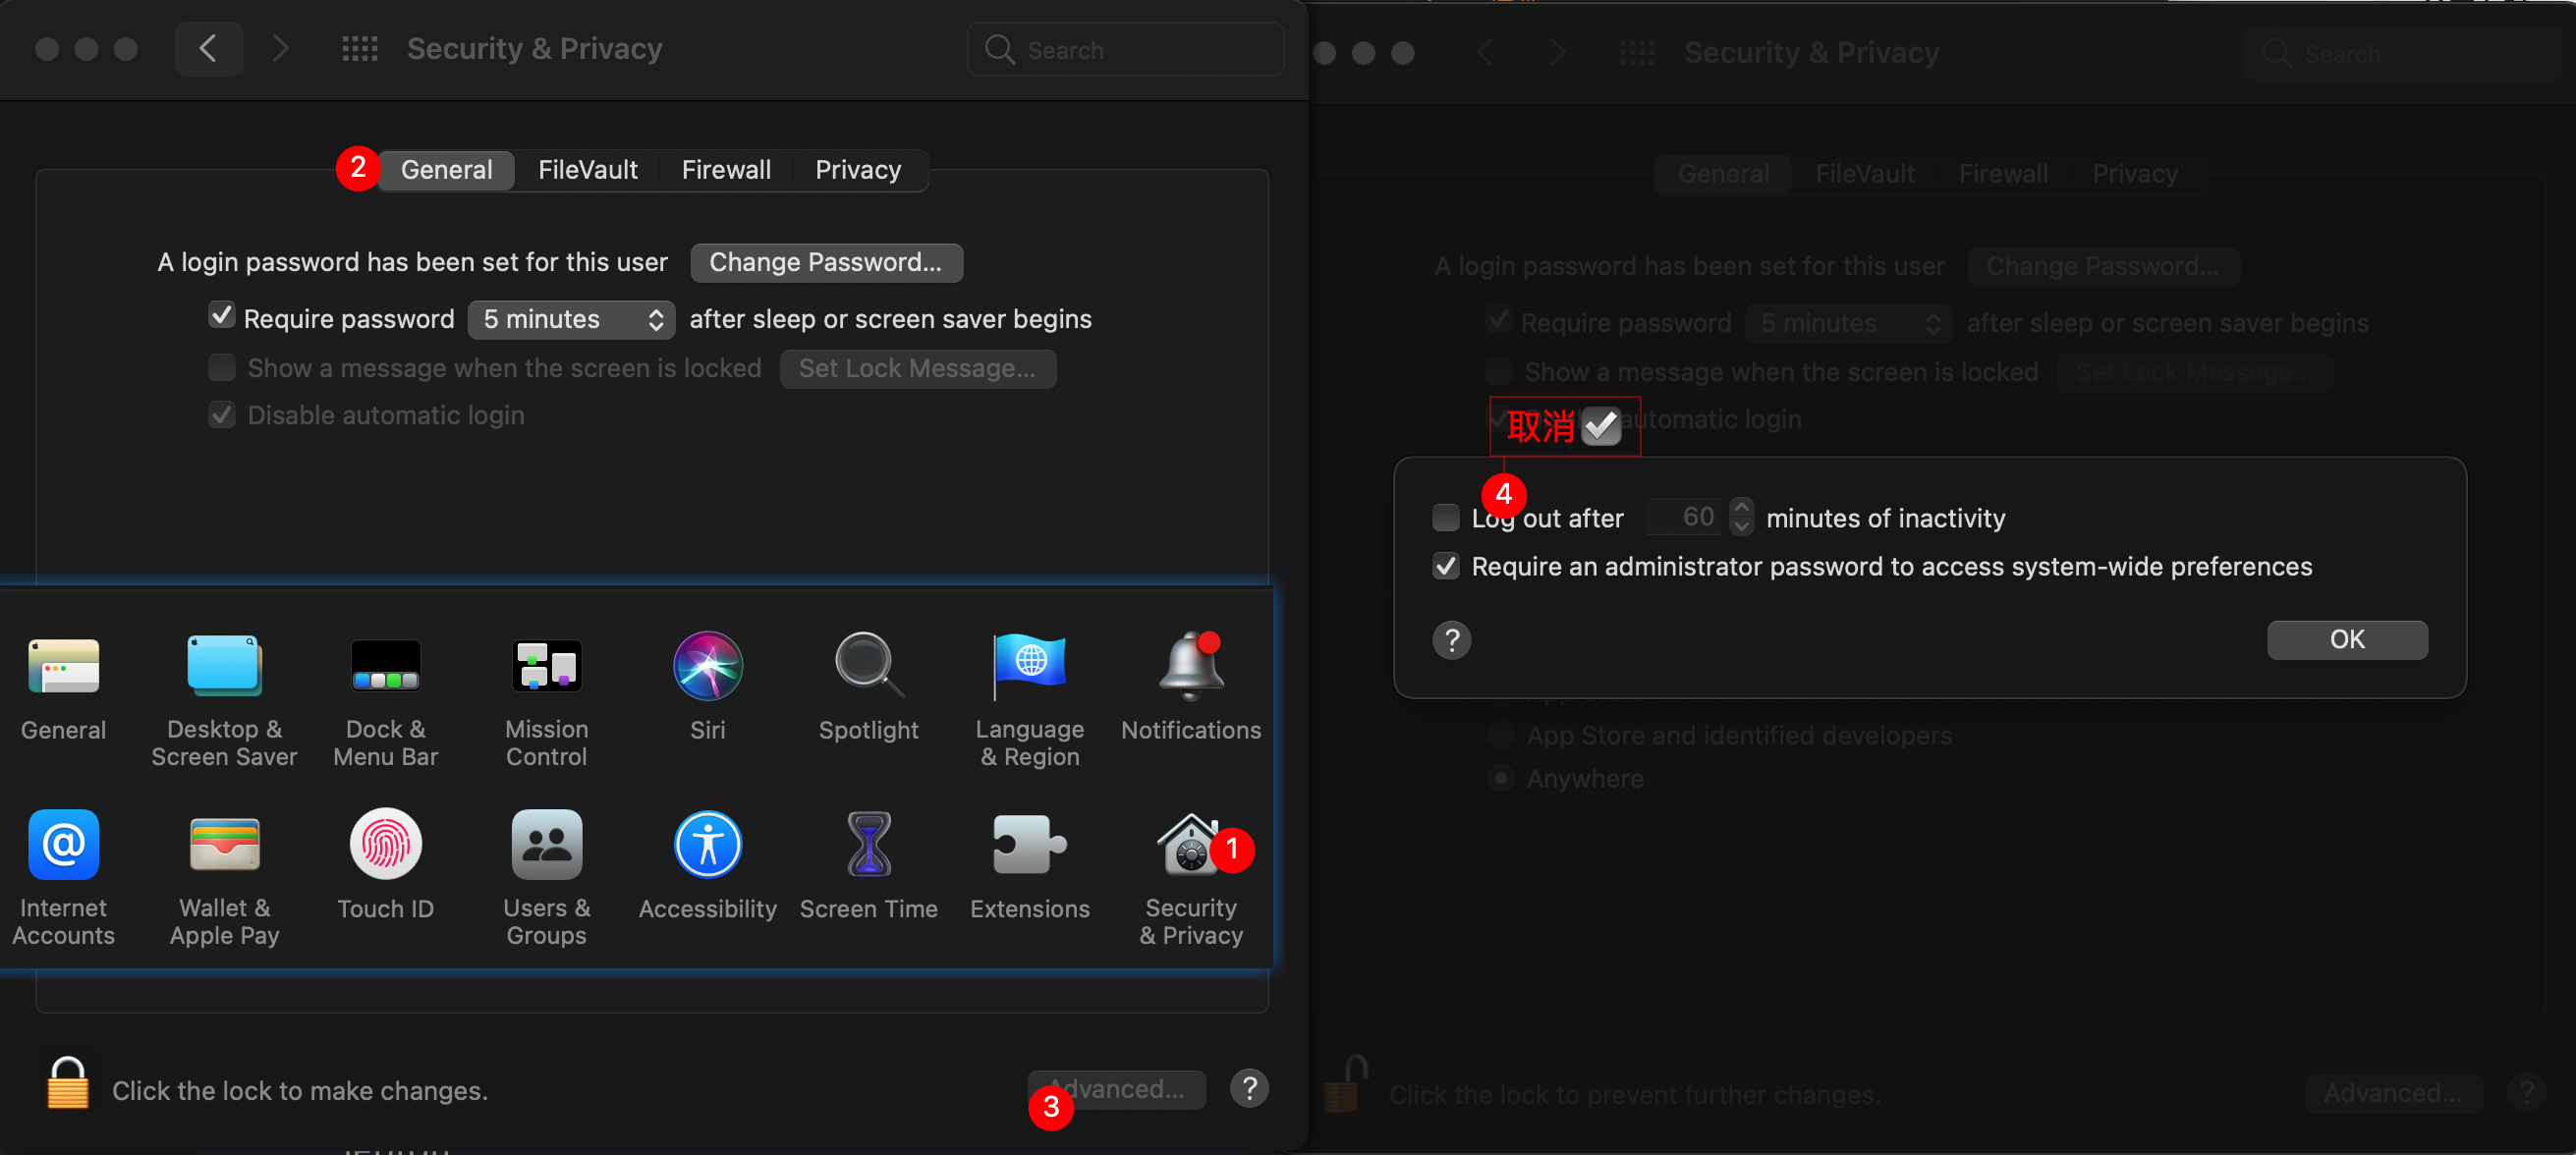 Security & Privacy
Search
2
General
FileVault
Firewall
Privacy
A login password has been set for this user
Change Password...
Require password
5 minutes
after sleep or screen saver begins
Show a message when the screen is locked
Set Lock Message...
Disable automatic login
General
Desktop &
Screen Saver
Dock &
Menu Bar
Mission
Control
Siri
Spotlight
Language
& Region
Notifications
1
Internet
Accounts
Wallet &
Apple Pay
Touch ID
Users &
Groups
Accessibility
Screen Time
Extensions
Security
& Privacy
Click the lock to make changes.
Advanced...
3
?
Security & Privacy
Search
General
FileVault
Firewall
Privacy
A login password has been set for this user
Change Password...
Require password
5 minutes
after sleep or screen saver begins
Show a message when the screen is locked
Set Lock Message...
automatic login
取消
4
Log out after
60
minutes of inactivity
Require an administrator password to access system-wide preferences
?
OK
App Store and identified developers
Anywhere
Click the lock to prevent further changes.
Advanced...
?